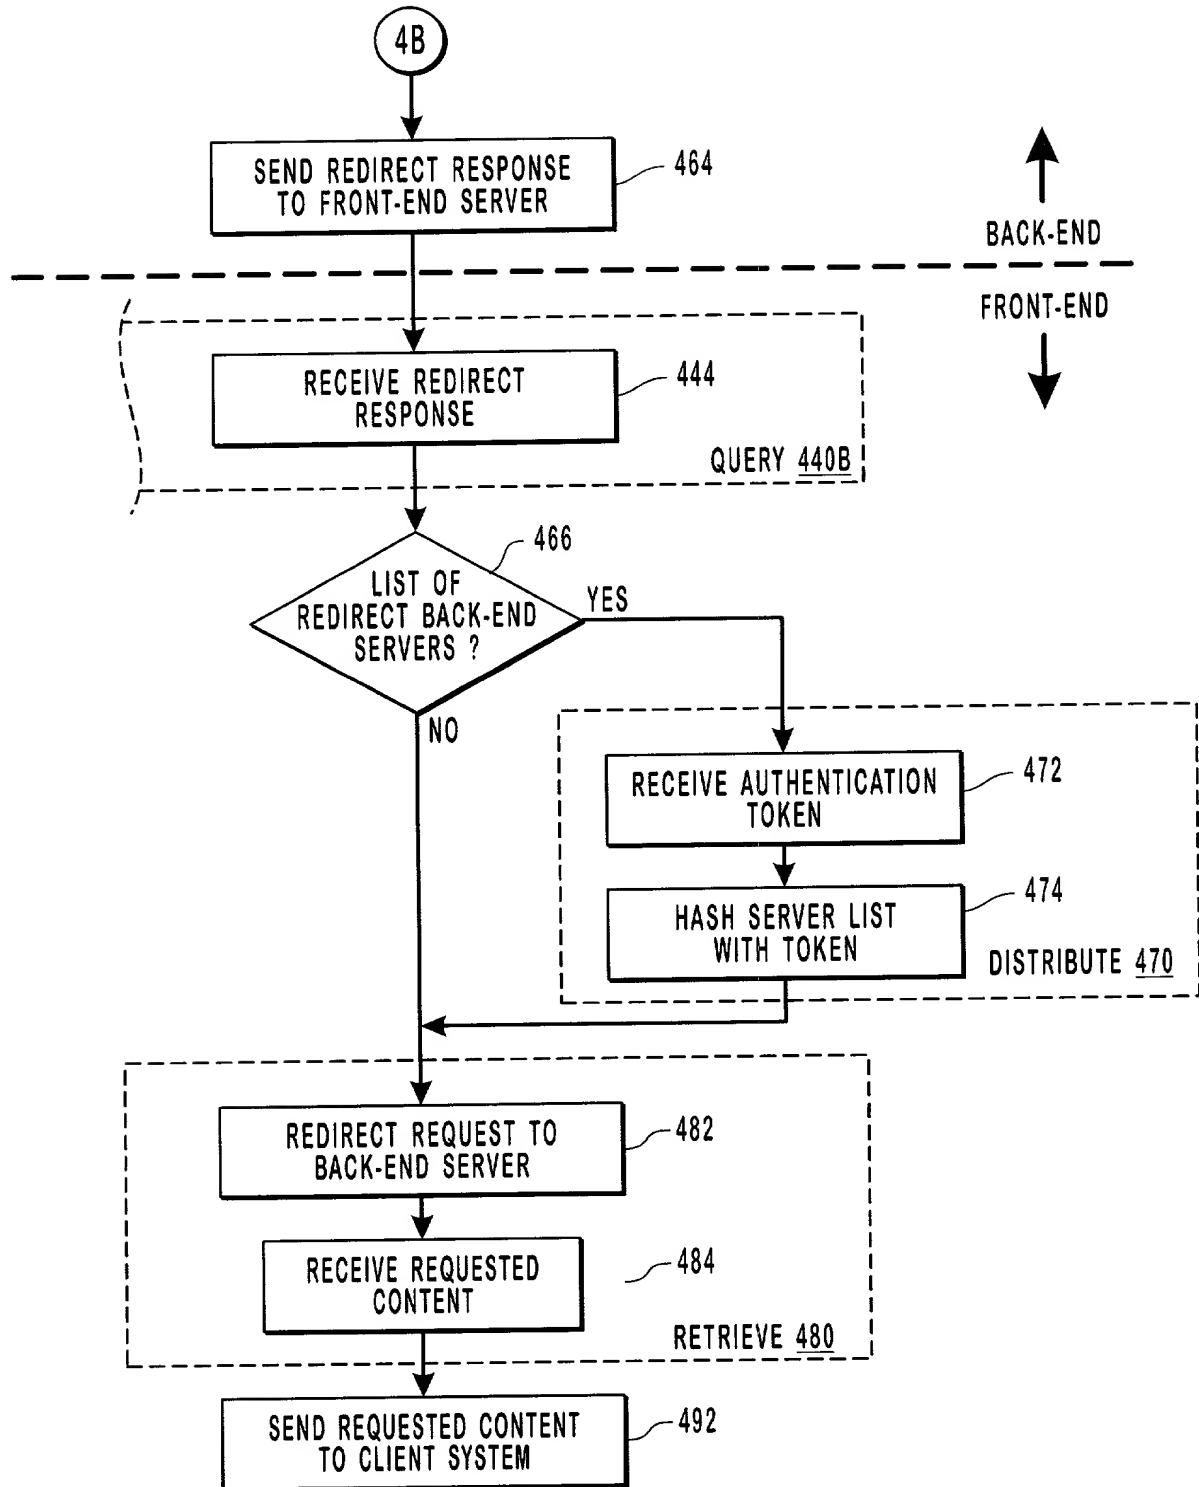 4B
SEND REDIRECT RESPONSE
TO FRONT-END SERVER
464
BACK-END
FRONT-END
RECEIVE REDIRECT
RESPONSE
444
QUERY 440B
466
LIST OF
REDIRECT BACK-END
SERVERS ?
YES
NO
RECEIVE AUTHENTICATION
TOKEN
472
HASH SERVER LIST
WITH TOKEN
474
DISTRIBUTE 470
REDIRECT REQUEST TO
BACK-END SERVER
482
RECEIVE REQUESTED
CONTENT
484
RETRIEVE 480
SEND REQUESTED CONTENT
TO CLIENT SYSTEM
492